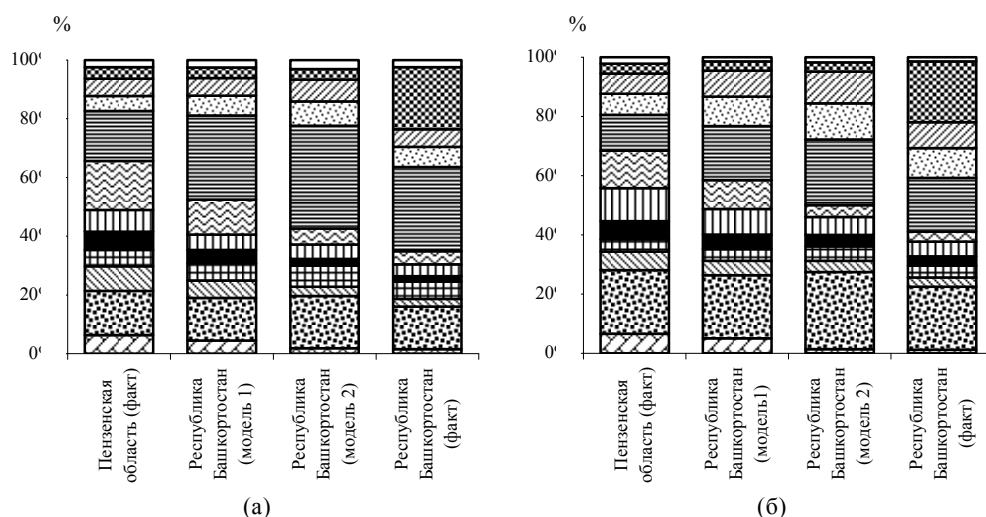 %
100%
80%
60%
40%
20%
0%
Пензенская
область (факт)
Республика
Башкортостан
(модель 1)
Республика
Башкортостан
(модель 2)
Республика
Башкортостан
(факт)
(а)
%
100%
80%
60%
40%
20%
0%
Пензенская
область (факт)
Республика
Башкортостан
(модель1)
Республика
Башкортостан
(модель 2)
Республика
Башкортостан
(факт)
(б)